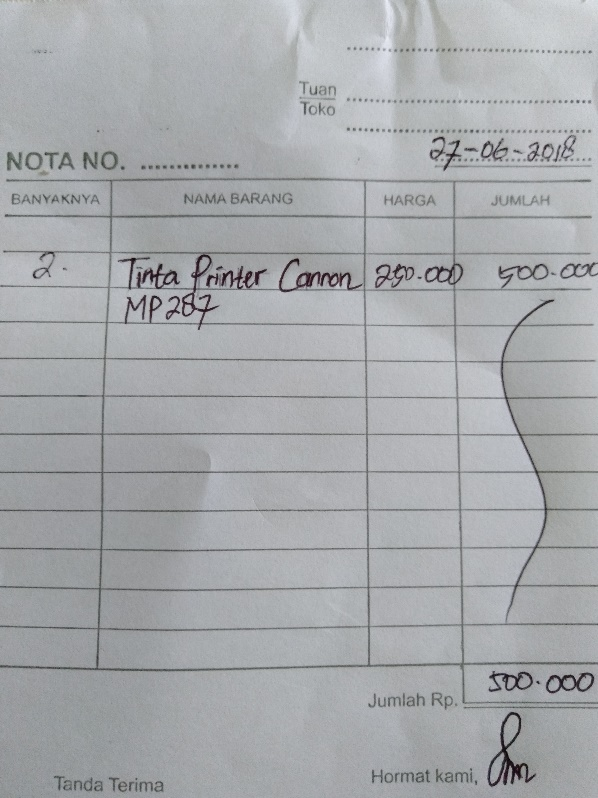 Tuan
Toko
27-06-2018
NOTA NO. ..............
BANYAKNYA NAMA BARANG HARGA JUMLAH
2. Tinta Printer Cannon 250.000 500.000
MP287
Jumlah Rp. 500.000
Tanda Terima Hormat kami,